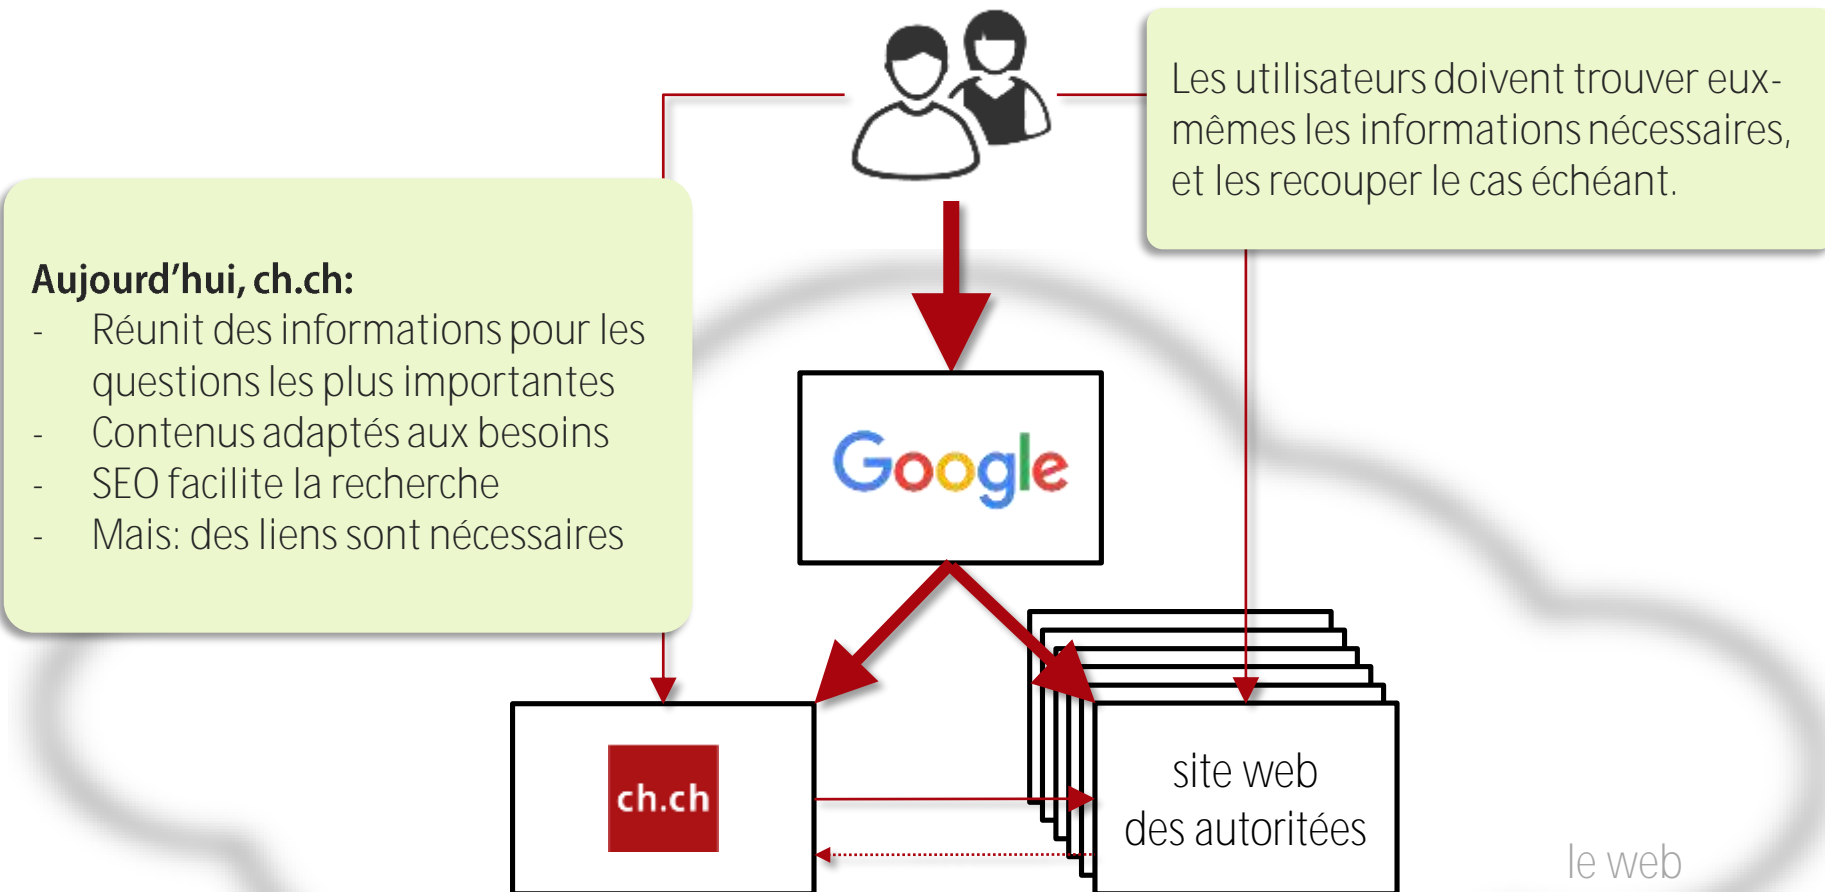 Les utilisateurs doivent trouver eux-
mêmes les informations nécessaires,
et les recouper le cas échéant.
Aujourd'hui, ch.ch:
- Réunit des informations pour les
questions les plus importantes
- Contenus adaptés aux besoins
- SEO facilite la recherche
- Mais: des liens sont nécessaires
Google
ch.ch
site web
des autoritées
le web